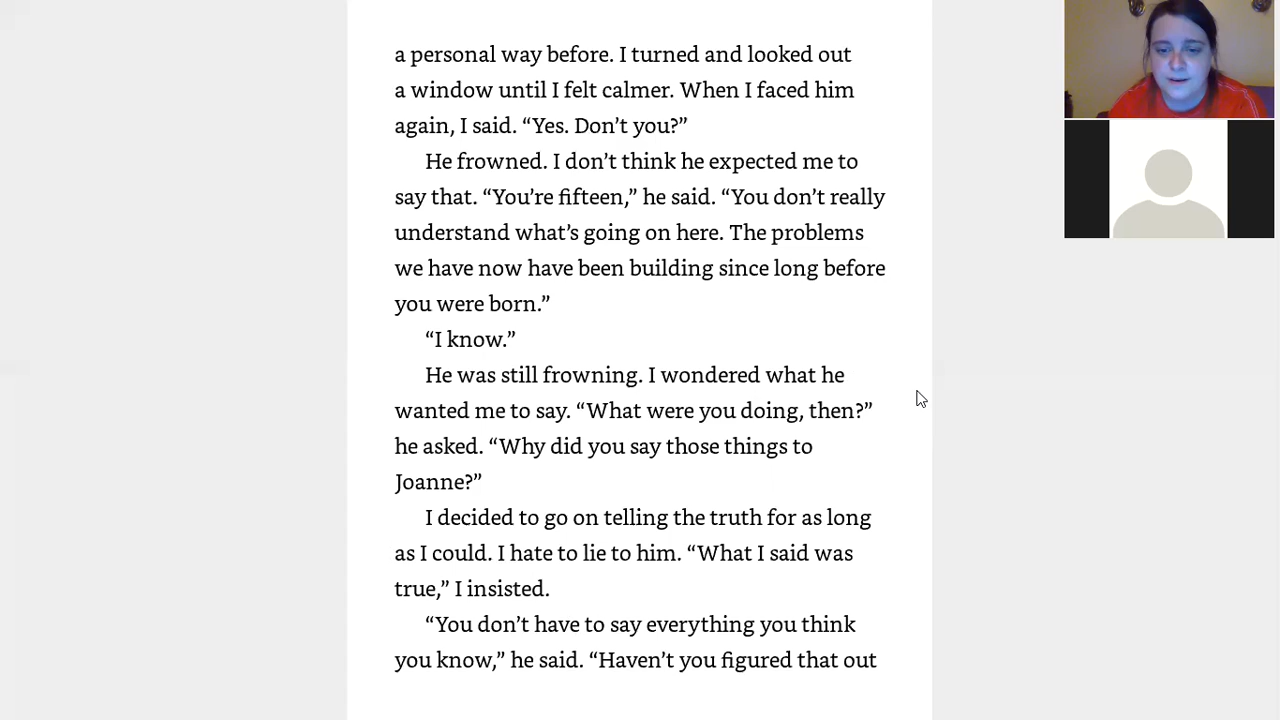 a personal way before. I turned and looked out
a window until I felt calmer. When I faced him
again, I said. “Yes. Don’t you?”
He frowned. I don’t think he expected me to
say that. “You’re fifteen,” he said. “You don’t really
understand what’s going on here. The problems
we have now have been building since long before
you were born.”
“I know.”
He was still frowning. I wondered what he
wanted me to say. “What were you doing, then?”
he asked. “Why did you say those things to
Joanne?”
I decided to go on telling the truth for as long
as I could. I hate to lie to him. “What I said was
true,” I insisted.
“You don’t have to say everything you think
you know,” he said. “Haven’t you figured that out